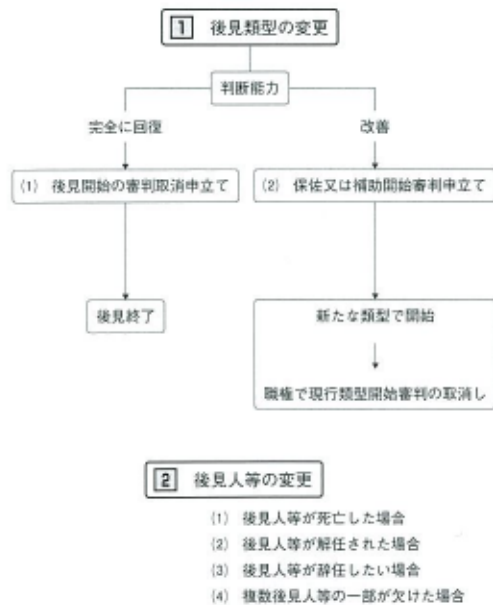 1 後見類型の変更
判断能力
完全に回復
改善
(1) 後見開始の審判取消申立て
(2) 保佐又は補助開始審判申立て
後見終了
新たな類型で開始
職権で現行類型開始審判の取消し
2 後見人等の変更
(1) 後見人等が死亡した場合
(2) 後見人等が解任された場合
(3) 後見人等が辞任したい場合
(4) 複数後見人等の一部が欠けた場合